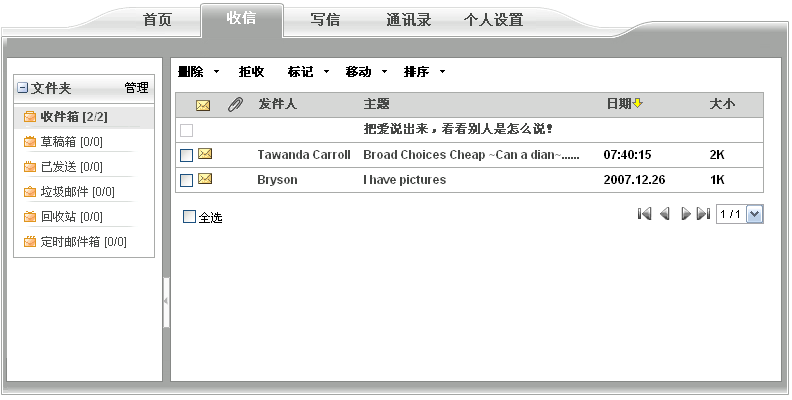 首页 收信 写信 通讯录 个人设置
文件夹 管理
收件箱 [2/2]
草稿箱 [0/0]
已发送 [0/0]
垃圾邮件 [0/0]
回收站 [0/0]
定时邮件箱 [0/0]
删除 拒收 标记 移动 排序
发件人 主题 日期 大小
把爱说出来，看看别人是怎么说！
Tawanda Carroll Broad Choices Cheap ~Can a dian~...... 07:40:15 2K
Bryson I have pictures 2007.12.26 1K
全选 1 / 1